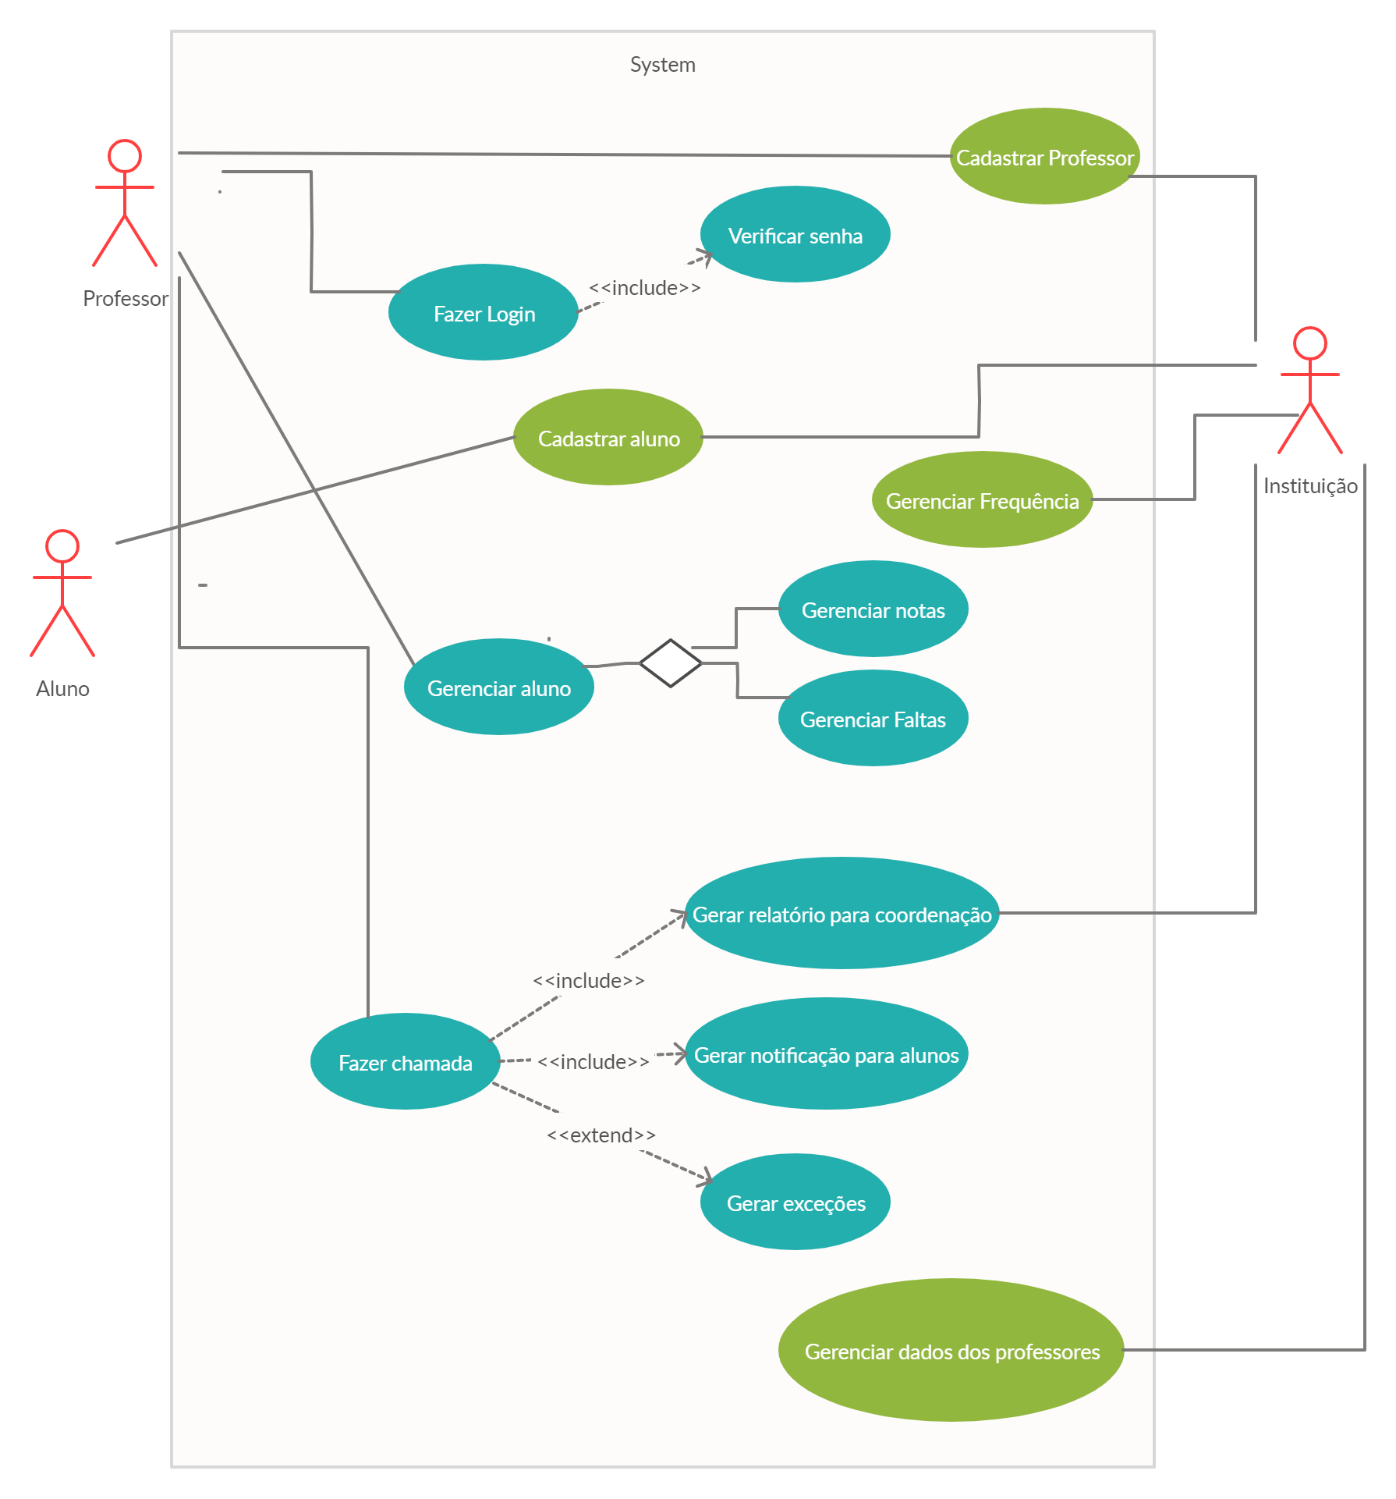 System
Cadastrar Professor
Verificar senha
<<include>>
Professor
Fazer Login
Cadastrar aluno
Instituição
Gerenciar Frequência
Gerenciar notas
Aluno
Gerenciar aluno
Gerenciar Faltas
Gerar relatório para coordenação
<<include>>
Fazer chamada
<<include>>
Gerar notificação para alunos
<<extend>>
Gerar exceções
Gerenciar dados dos professores